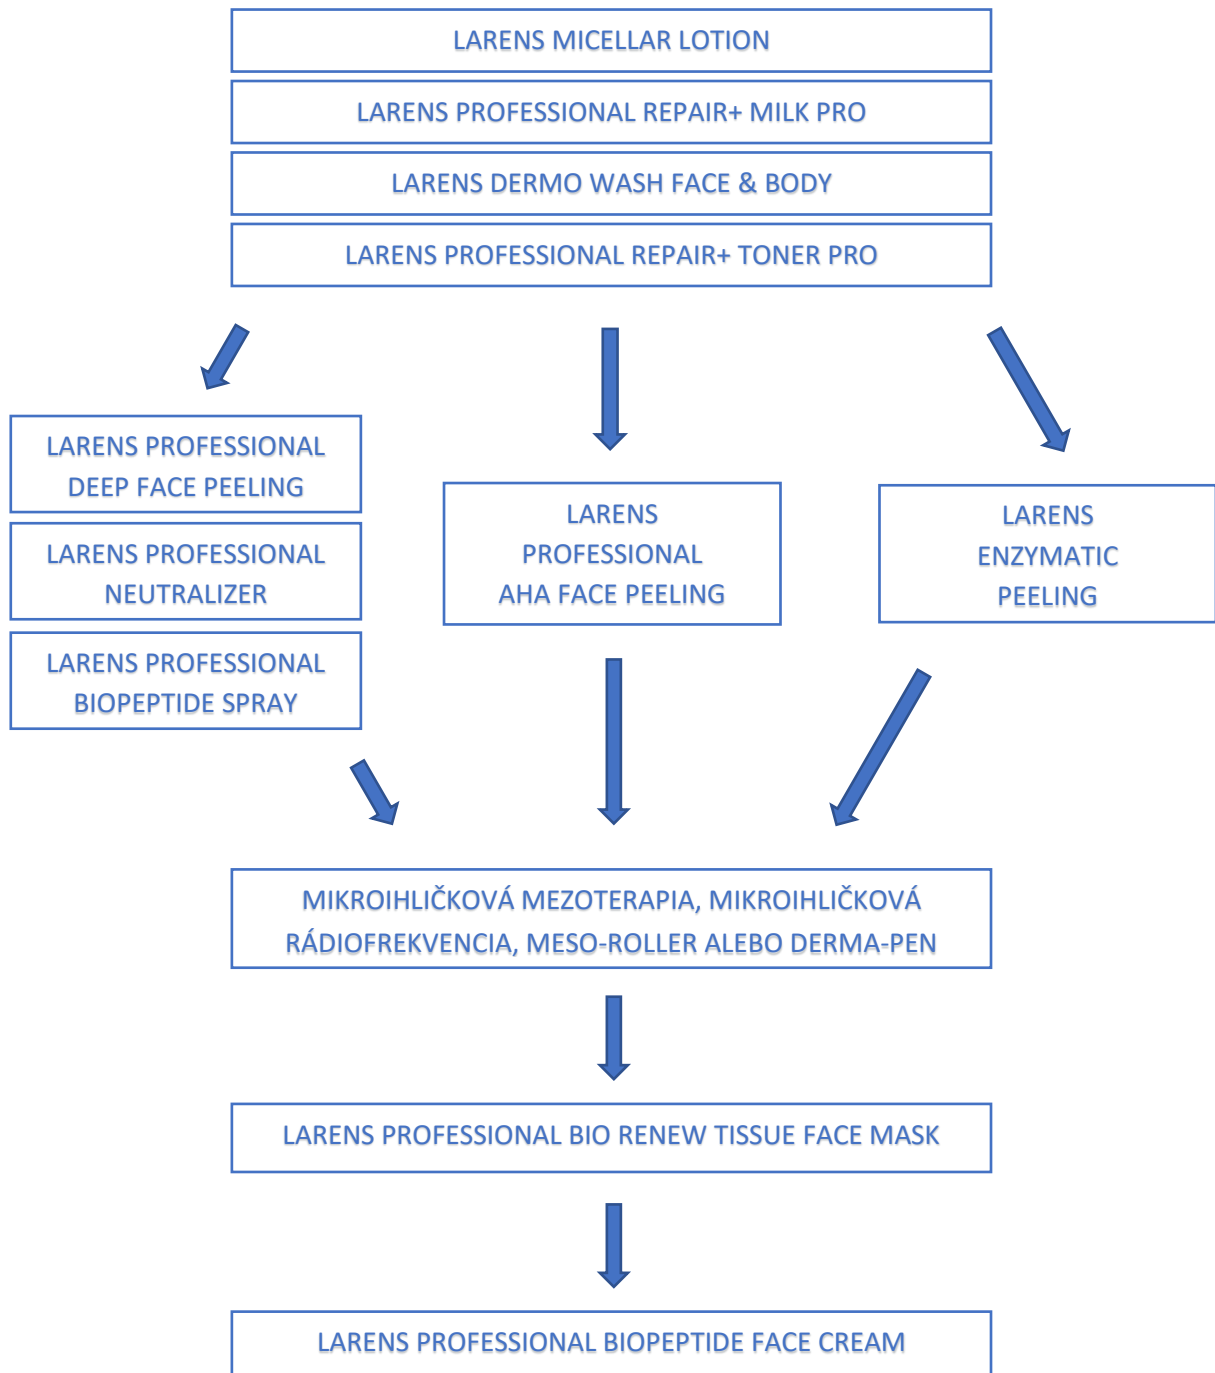 LARENS MICELLAR LOTION
LARENS PROFESSIONAL REPAIR+ MILK PRO
LARENS DERMO WASH FACE & BODY
LARENS PROFESSIONAL REPAIR+ TONER PRO
LARENS PROFESSIONAL
DEEP FACE PEELING
LARENS PROFESSIONAL
NEUTRALIZER
LARENS PROFESSIONAL
BIOPEPTIDE SPRAY
LARENS
PROFESSIONAL
AHA FACE PEELING
LARENS
ENZYMATIC
PEELING
MIKROIHLIČKOVÁ MEZOTERAPIA, MIKROIHLIČKOVÁ
RÁDIOFREKVENCIA, MESO-ROLLER ALEBO DERMA-PEN
LARENS PROFESSIONAL BIO RENEW TISSUE FACE MASK
LARENS PROFESSIONAL BIOPEPTIDE FACE CREAM